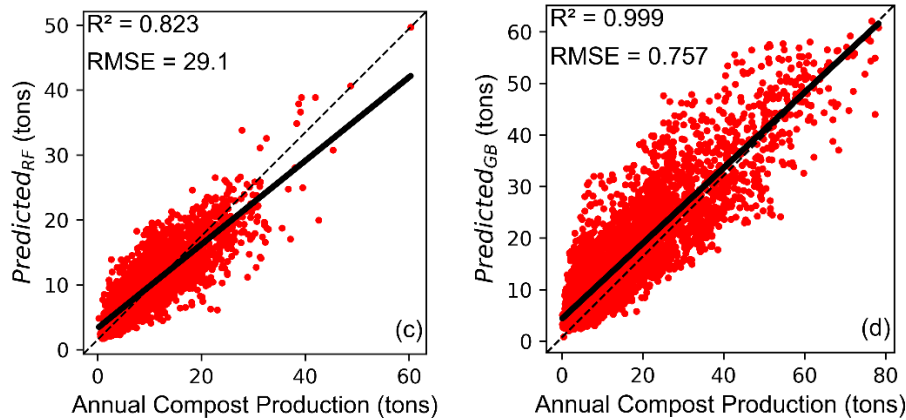 R² = 0.823
RMSE = 29.1
50
40
30
20
10
0
Predicted_RF (tons)
(c)
0 20 40 60
Annual Compost Production (tons)
R² = 0.999
RMSE = 0.757
60
50
40
30
20
10
0
Predicted_GB (tons)
(d)
0 20 40 60 80
Annual Compost Production (tons)